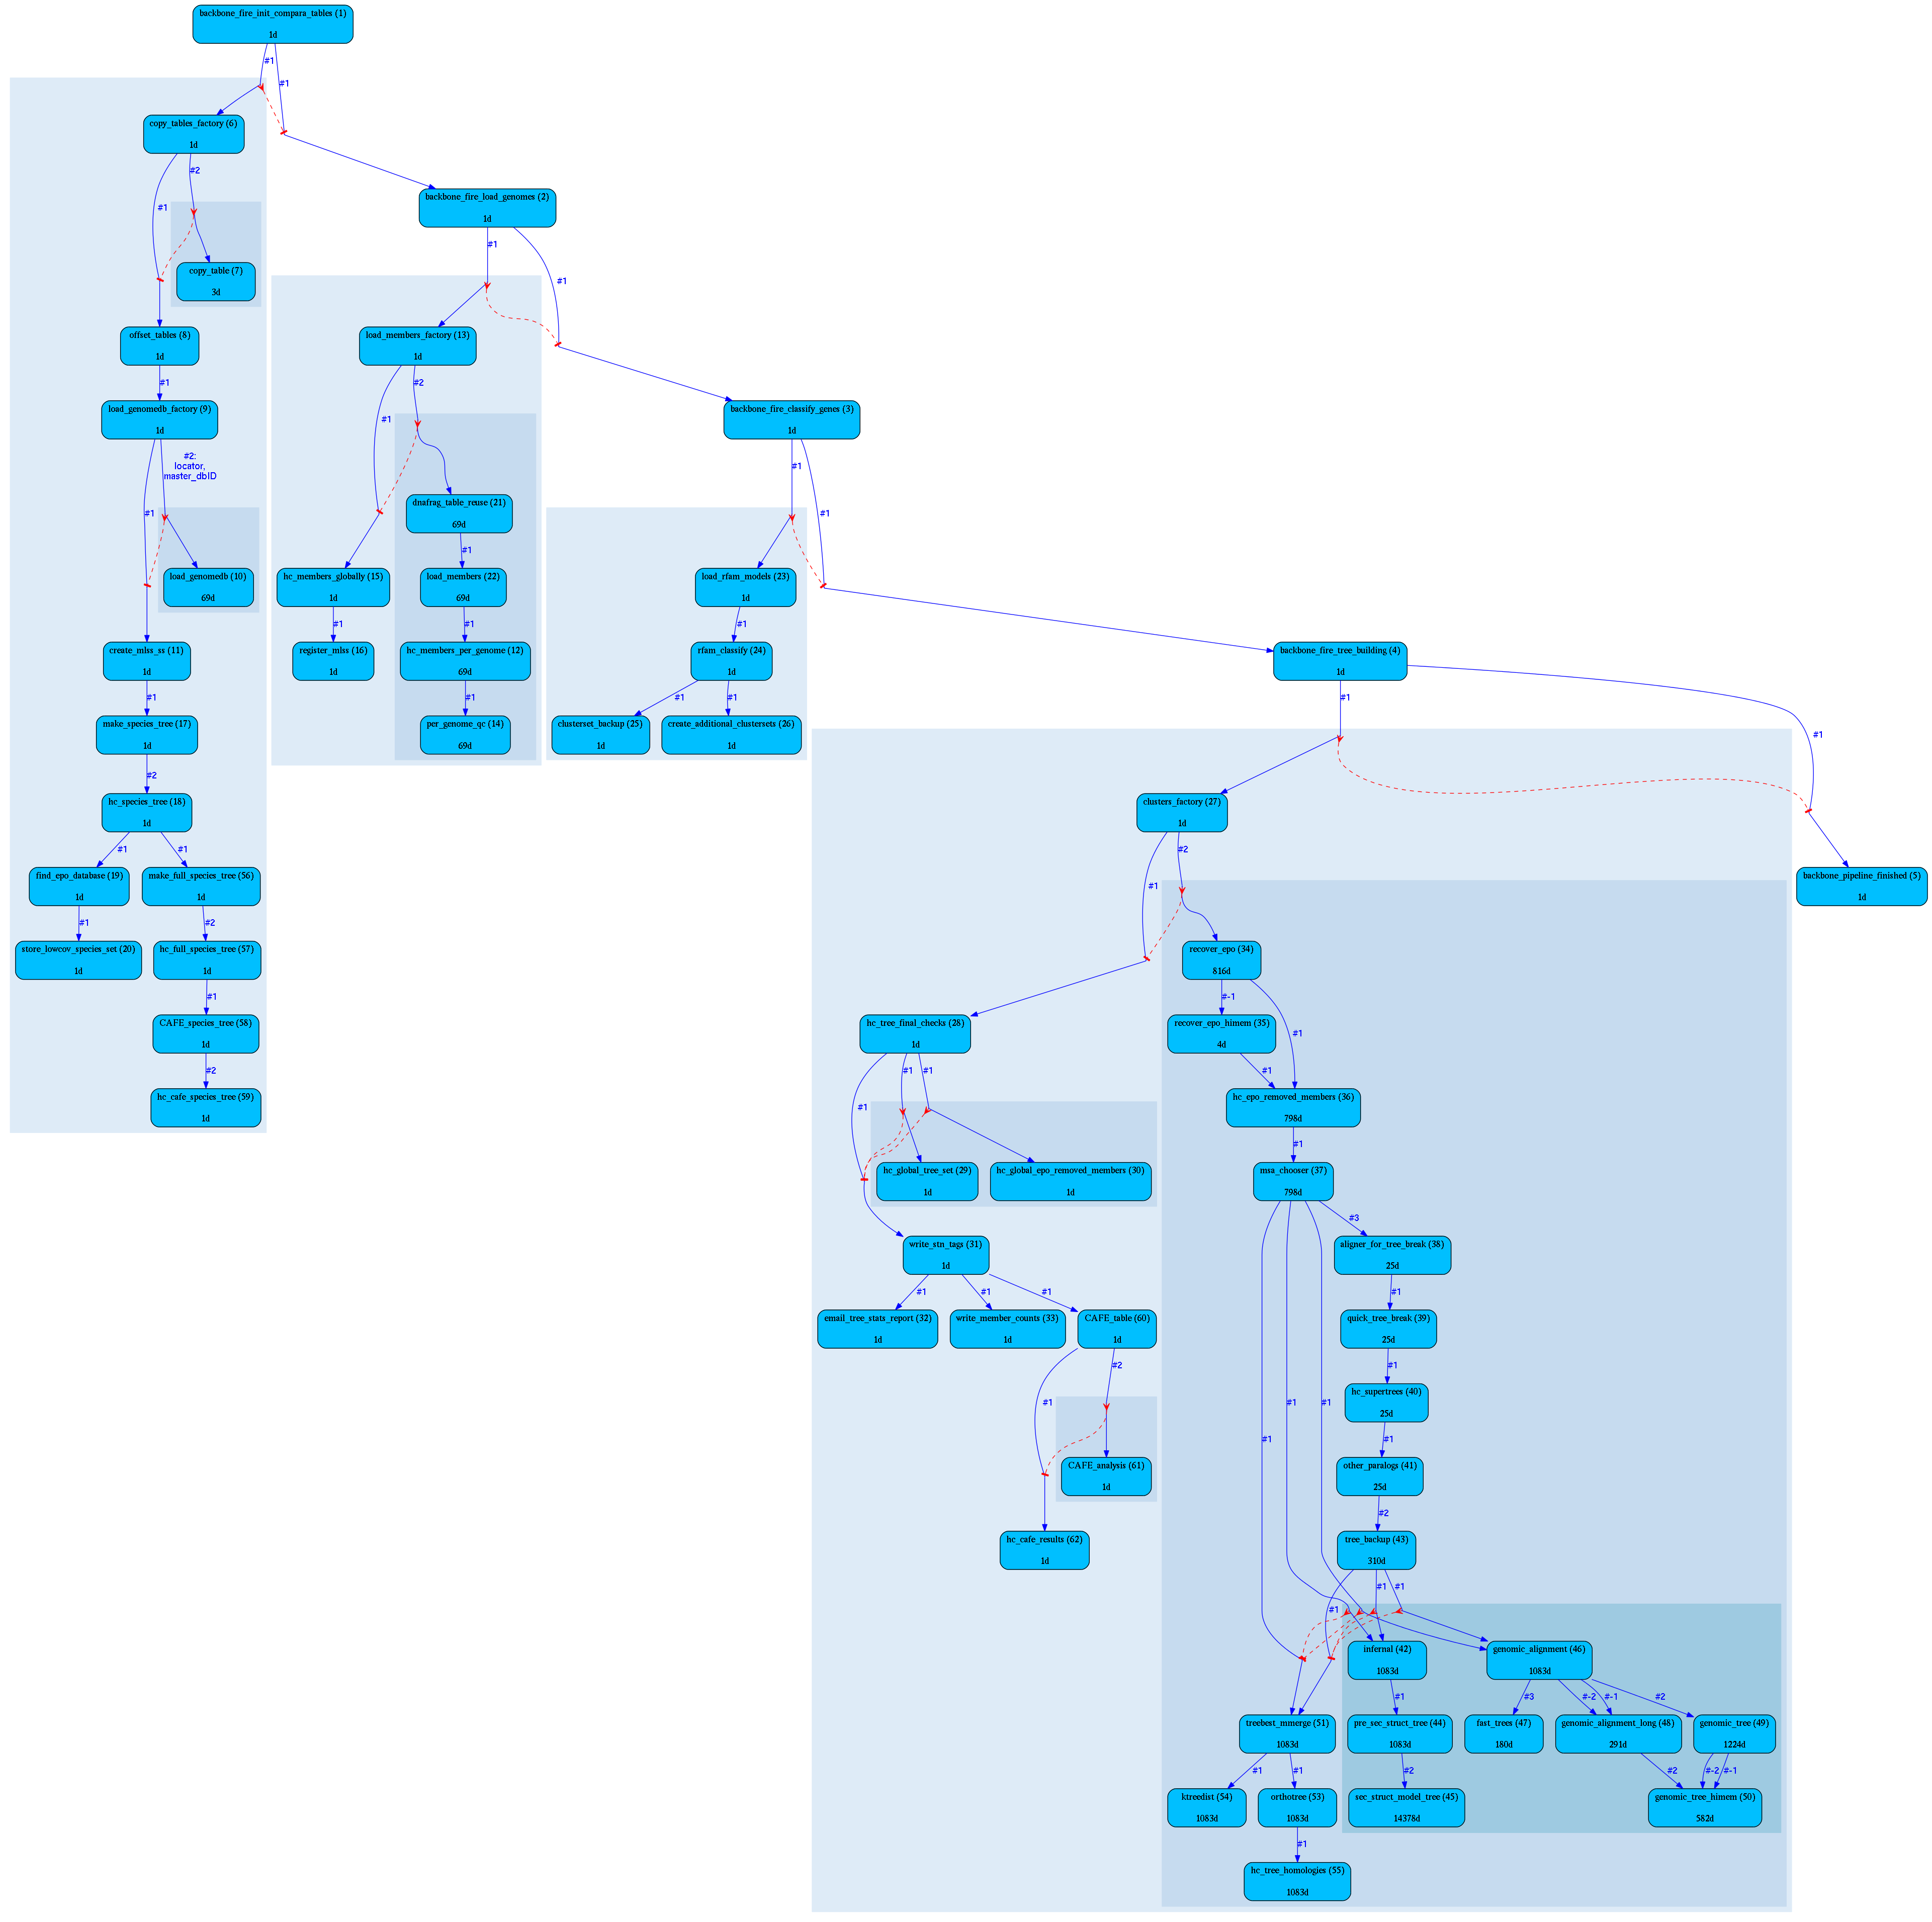 backbone_fire_init_compara_tables (1)
1d
#1
#1
copy_tables_factory (6)
1d
#2
#1
copy_table (7)
3d
offset_tables (8)
1d
#1
load_genomedb_factory (9)
1d
#2:
locator,
master_dbID
#1
load_genomedb (10)
69d
create_mlss_ss (11)
1d
#1
make_species_tree (17)
1d
#2
hc_species_tree (18)
1d
#1
#1
find_epo_database (19)
1d
make_full_species_tree (56)
1d
#1
#2
store_lowcov_species_set (20)
1d
hc_full_species_tree (57)
1d
#1
CAFE_species_tree (58)
1d
#2
hc_cafe_species_tree (59)
1d
backbone_fire_load_genomes (2)
1d
#1
#1
load_members_factory (13)
1d
#2
#1
dnafrag_table_reuse (21)
69d
#1
hc_members_globally (15)
1d
load_members (22)
69d
#1
#1
register_mlss (16)
1d
hc_members_per_genome (12)
69d
#1
per_genome_qc (14)
69d
backbone_fire_classify_genes (3)
1d
#1
#1
load_rfam_models (23)
1d
#1
rfam_classify (24)
1d
#1
#1
clusterset_backup (25)
1d
create_additional_clustersets (26)
1d
backbone_fire_tree_building (4)
1d
#1
#1
backbone_pipeline_finished (5)
1d
clusters_factory (27)
1d
#2
#1
recover_epo (34)
816d
#-1
#1
hc_tree_final_checks (28)
1d
recover_epo_himem (35)
4d
#1
#1
#1
#1
hc_epo_removed_members (36)
798d
#1
hc_global_tree_set (29)
1d
hc_global_epo_removed_members (30)
1d
msa_chooser (37)
798d
#3
write_stn_tags (31)
1d
aligner_for_tree_break (38)
25d
#1
#1
#1
#1
email_tree_stats_report (32)
1d
write_member_counts (33)
1d
CAFE_table (60)
1d
quick_tree_break (39)
25d
#2
#1
#1
hc_supertrees (40)
25d
#1
#1
#1
#1
CAFE_analysis (61)
1d
other_paralogs (41)
25d
#2
hc_cafe_results (62)
1d
tree_backup (43)
310d
#1
#1
#1
infernal (42)
1083d
genomic_alignment (46)
1083d
#1
#3
#-2
#-1
#2
treebest_mmerge (51)
1083d
pre_sec_struct_tree (44)
1083d
fast_trees (47)
180d
genomic_alignment_long (48)
291d
genomic_tree (49)
1224d
#1
#1
#2
#2
#-2
#-1
ktreedist (54)
1083d
orthotree (53)
1083d
sec_struct_model_tree (45)
14378d
genomic_tree_himem (50)
582d
#1
hc_tree_homologies (55)
1083d